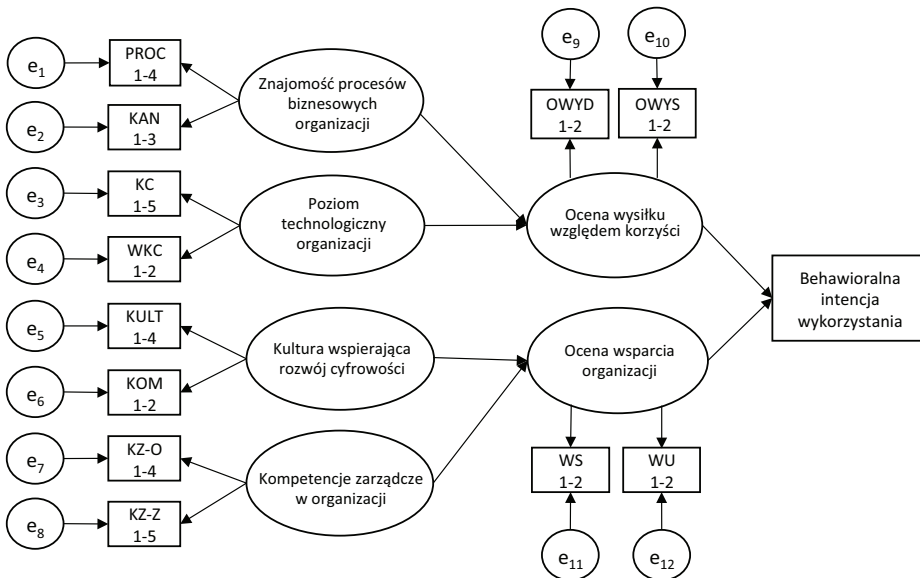 e1
PROC
1-4
e2
KAN
1-3
Znajomość procesów
biznesowych
organizacji
e3
KC
1-5
e4
WKC
1-2
Poziom
technologiczny
organizacji
e5
KULT
1-4
e6
KOM
1-2
Kultura wspierająca
rozwój cyfrowości
e7
KZ-O
1-4
e8
KZ-Z
1-5
Kompetencje zarządcze
w organizacji
e9
OWYD
1-2
e10
OWYS
1-2
Ocena wysiłku
względem korzyści
Ocena wsparcia
organizacji
WS
1-2
e11
WU
1-2
e12
Behawioralna
intencja
wykorzystania